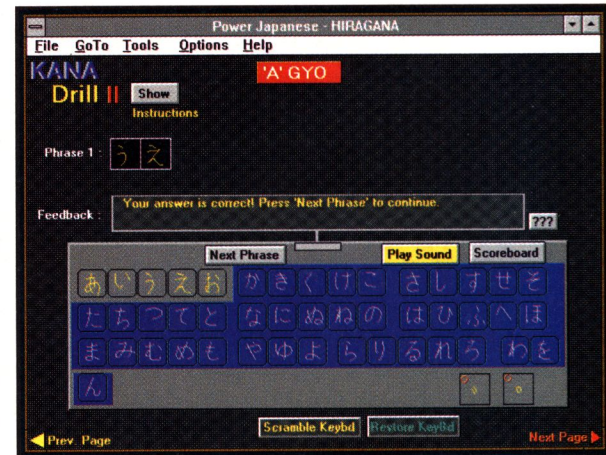 Power Japanese - HIRAGANA
File GoTo Tools Options Help
KANA
Drill II
Show
Instructions
'A' GYO
Phrase 1 : うえ
Feedback : Your answer is correct! Press 'Next Phrase' to continue.
???
Next Phrase Play Sound Scoreboard
あ い う え お か き く け こ さ し す せ そ
た ち つ て と な に ぬ ね の は ひ ふ へ ほ
ま み む め も や ゆ よ ら り る れ ろ わ を
ん
Scramble Keybd Restore KeyBd
Prev. Page Next Page